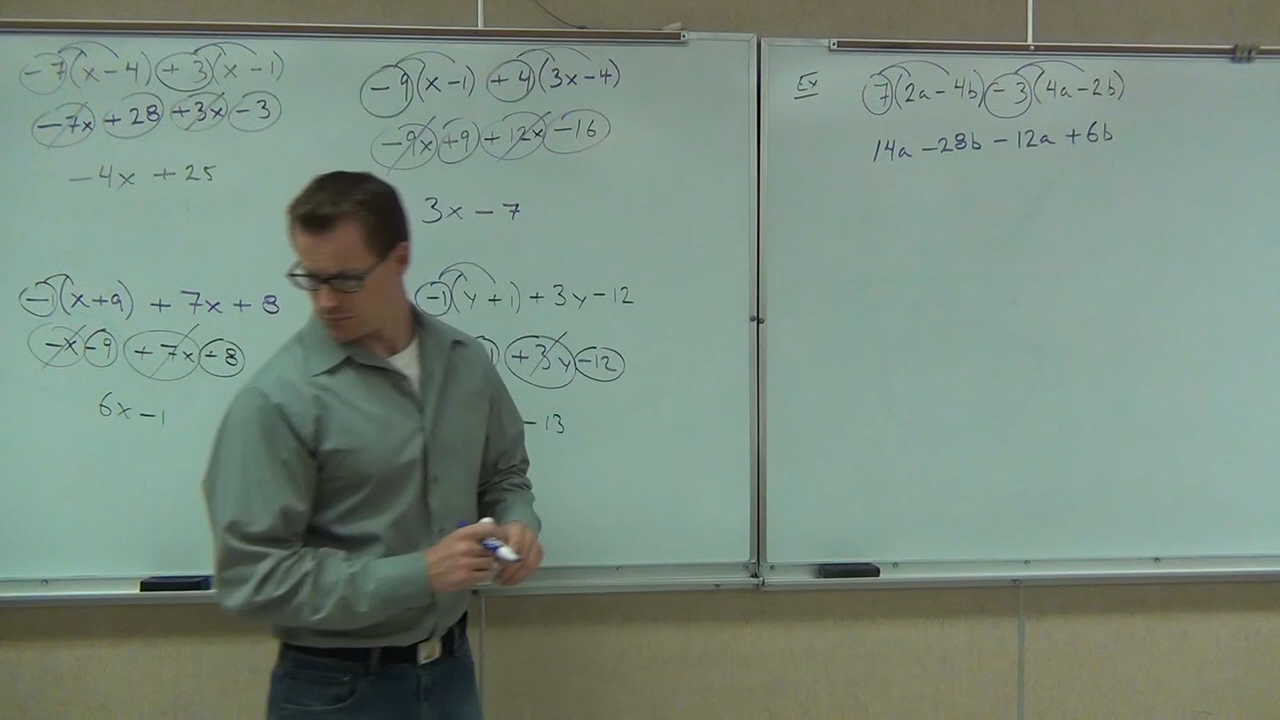 -7(x-4) + 3(x-1)
-7x + 28 + 3x - 3
-4x + 25
-9(x-1) + 4(3x-4)
-9x + 9 + 12x - 16
3x - 7
-1(x+9) + 7x + 8
-x - 9 + 7x + 8
6x - 1
-1(y+1) + 3y - 12
1 + 3y - 12
- 13
Ex 7(2a-4b) - 3(4a-2b)
14a - 28b - 12a + 6b